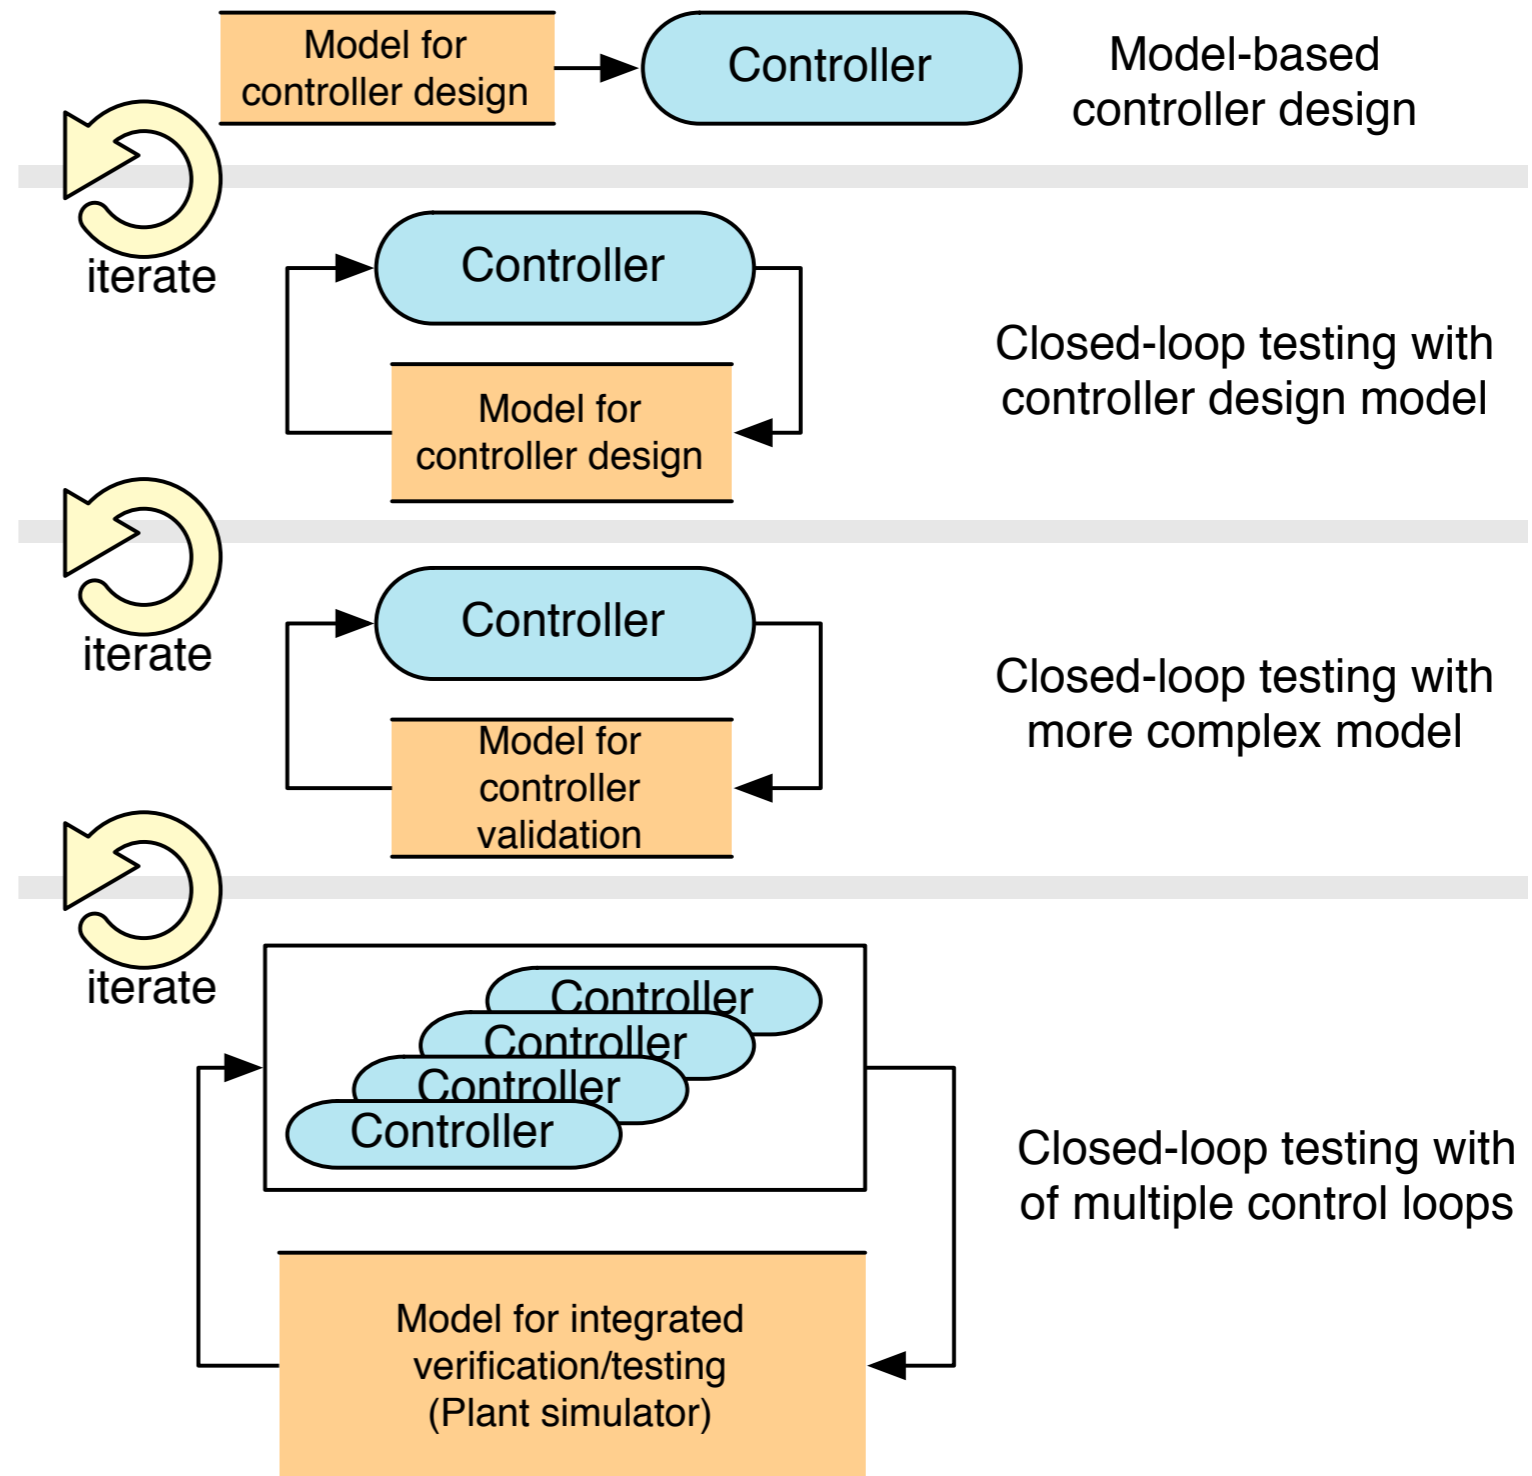 Model for
controller design
Controller
Model-based
controller design
iterate
Controller
Model for
controller design
Closed-loop testing with
controller design model
iterate
Controller
Model for
controller
validation
Closed-loop testing with
more complex model
iterate
Controller
Controller
Controller
Controller
Model for integrated
verification/testing
(Plant simulator)
Closed-loop testing with
of multiple control loops